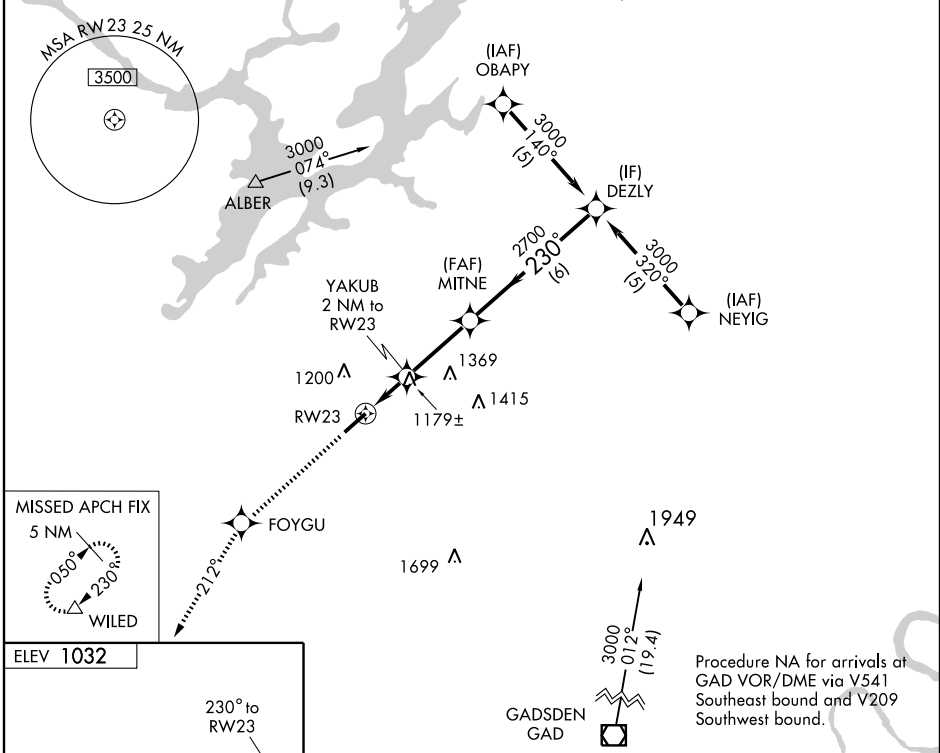 MSA RW23 25 NM
3500
(IAF)
OBAPY
3000
140°
(5)
3000
074°
(9.3)
ALBER
(IF)
DEZLY
2700
230°
(6)
3000
320°
(5)
(IAF)
NEYIG
(FAF)
MITNE
YAKUB
2 NM to
RW23
1200
1369
1415
1179±
RW23
FOYGU
212°
MISSED APCH FIX
5 NM
050°
230°
WILED
1699
1949
3000
012°
(19.4)
GADSDEN
GAD
Procedure NA for arrivals at
GAD VOR/DME via V541
Southeast bound and V209
Southwest bound.
ELEV 1032
230° to
RW23